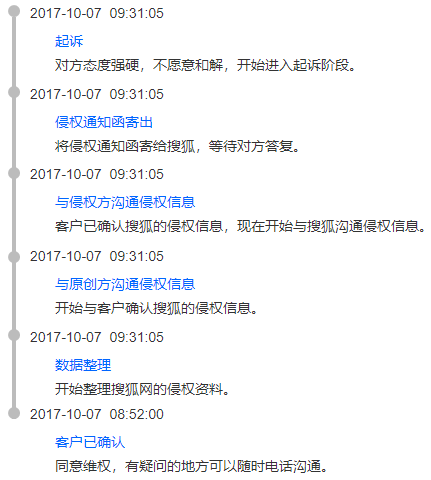 2017-10-07 09:31:05
起诉
对方态度强硬，不愿意和解，开始进入起诉阶段。
2017-10-07 09:31:05
侵权通知函寄出
将侵权通知函寄给搜狐，等待对方答复。
2017-10-07 09:31:05
与侵权方沟通侵权信息
客户已确认搜狐的侵权信息，现在开始与搜狐沟通侵权信息。
2017-10-07 09:31:05
与原创方沟通侵权信息
开始与客户确认搜狐的侵权信息。
2017-10-07 09:31:05
数据整理
开始整理搜狐网的侵权资料。
2017-10-07 08:52:00
客户已确认
同意维权，有疑问的地方可以随时电话沟通。